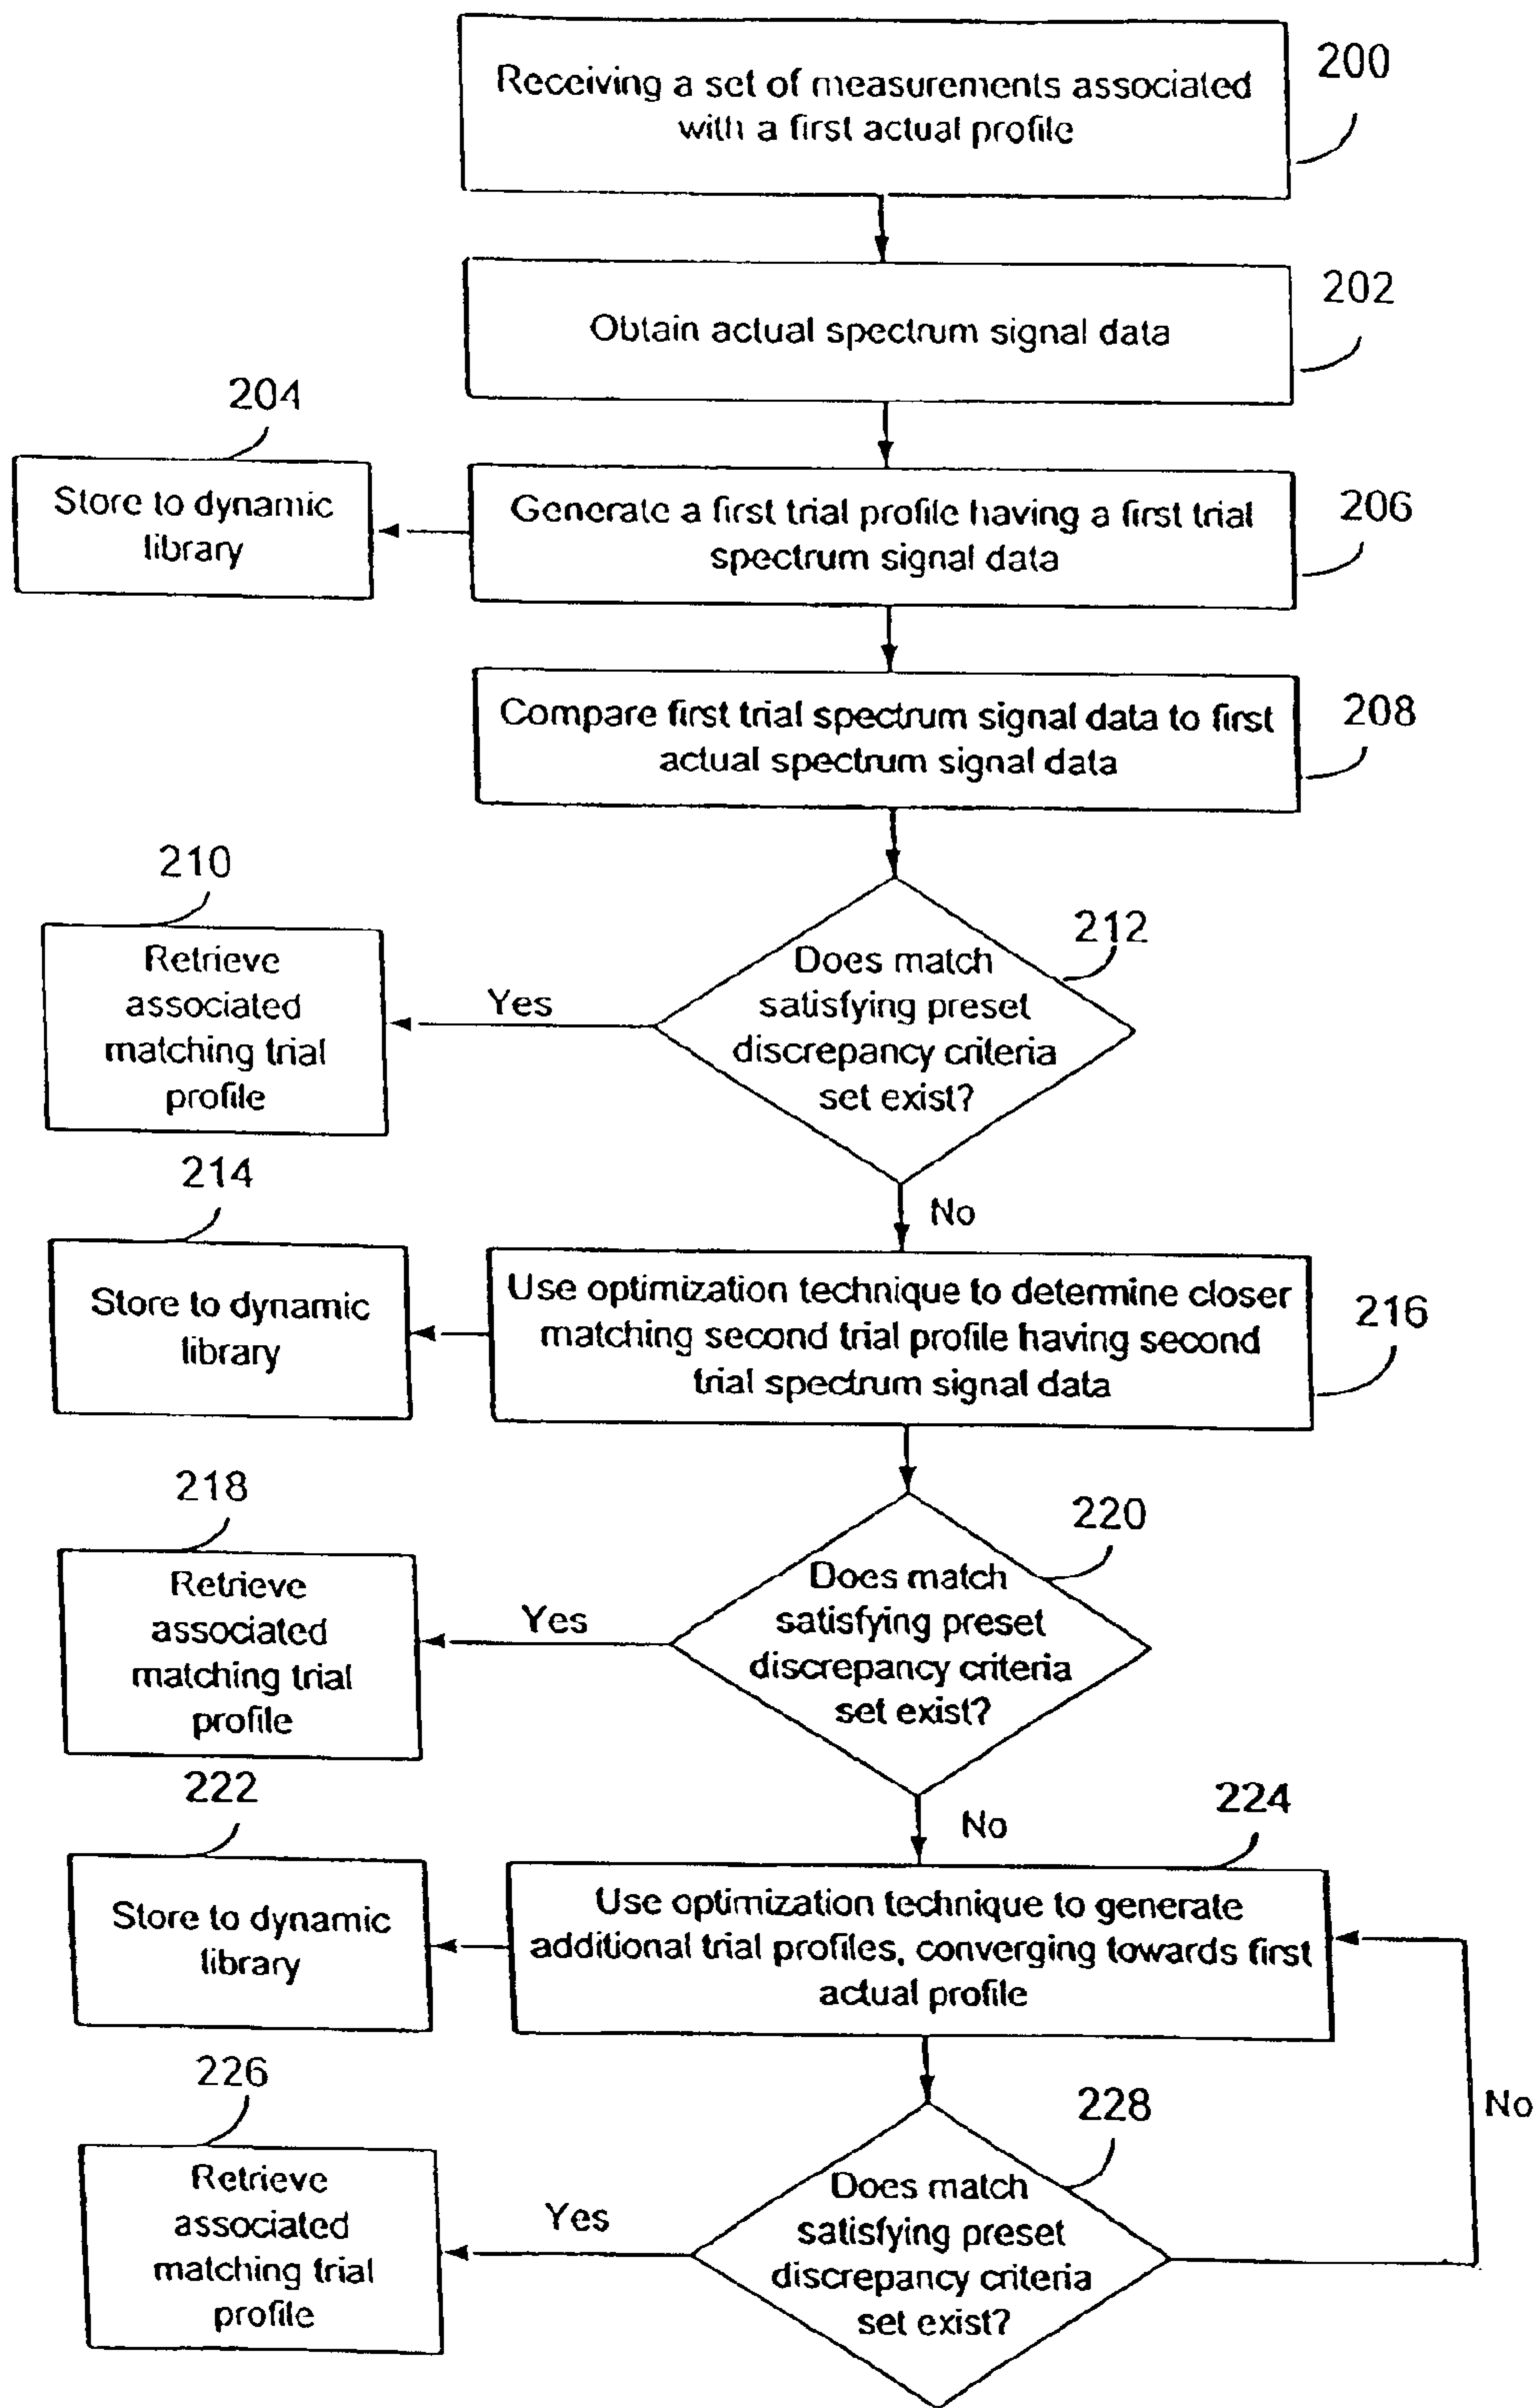 Receiving a set of measurements associated
with a first actual profile
200
Obtain actual spectrum signal data
202
204
Store to dynamic
library
Generate a first trial profile having a first trial
spectrum signal data
206
Compare first trial spectrum signal data to first
actual spectrum signal data
208
210
Retrieve
associated
matching trial
profile
Yes
Does match
satisfying preset
discrepancy criteria
set exist?
212
No
214
Store to dynamic
library
Use optimization technique to determine closer
matching second trial profile having second
trial spectrum signal data
216
218
Retrieve
associated
matching trial
profile
Yes
Does match
satisfying preset
discrepancy criteria
set exist?
220
No
222
Store to dynamic
library
Use optimization technique to generate
additional trial profiles, converging towards first
actual profile
224
226
Retrieve
associated
matching trial
profile
Yes
Does match
satisfying preset
discrepancy criteria
set exist?
228
No